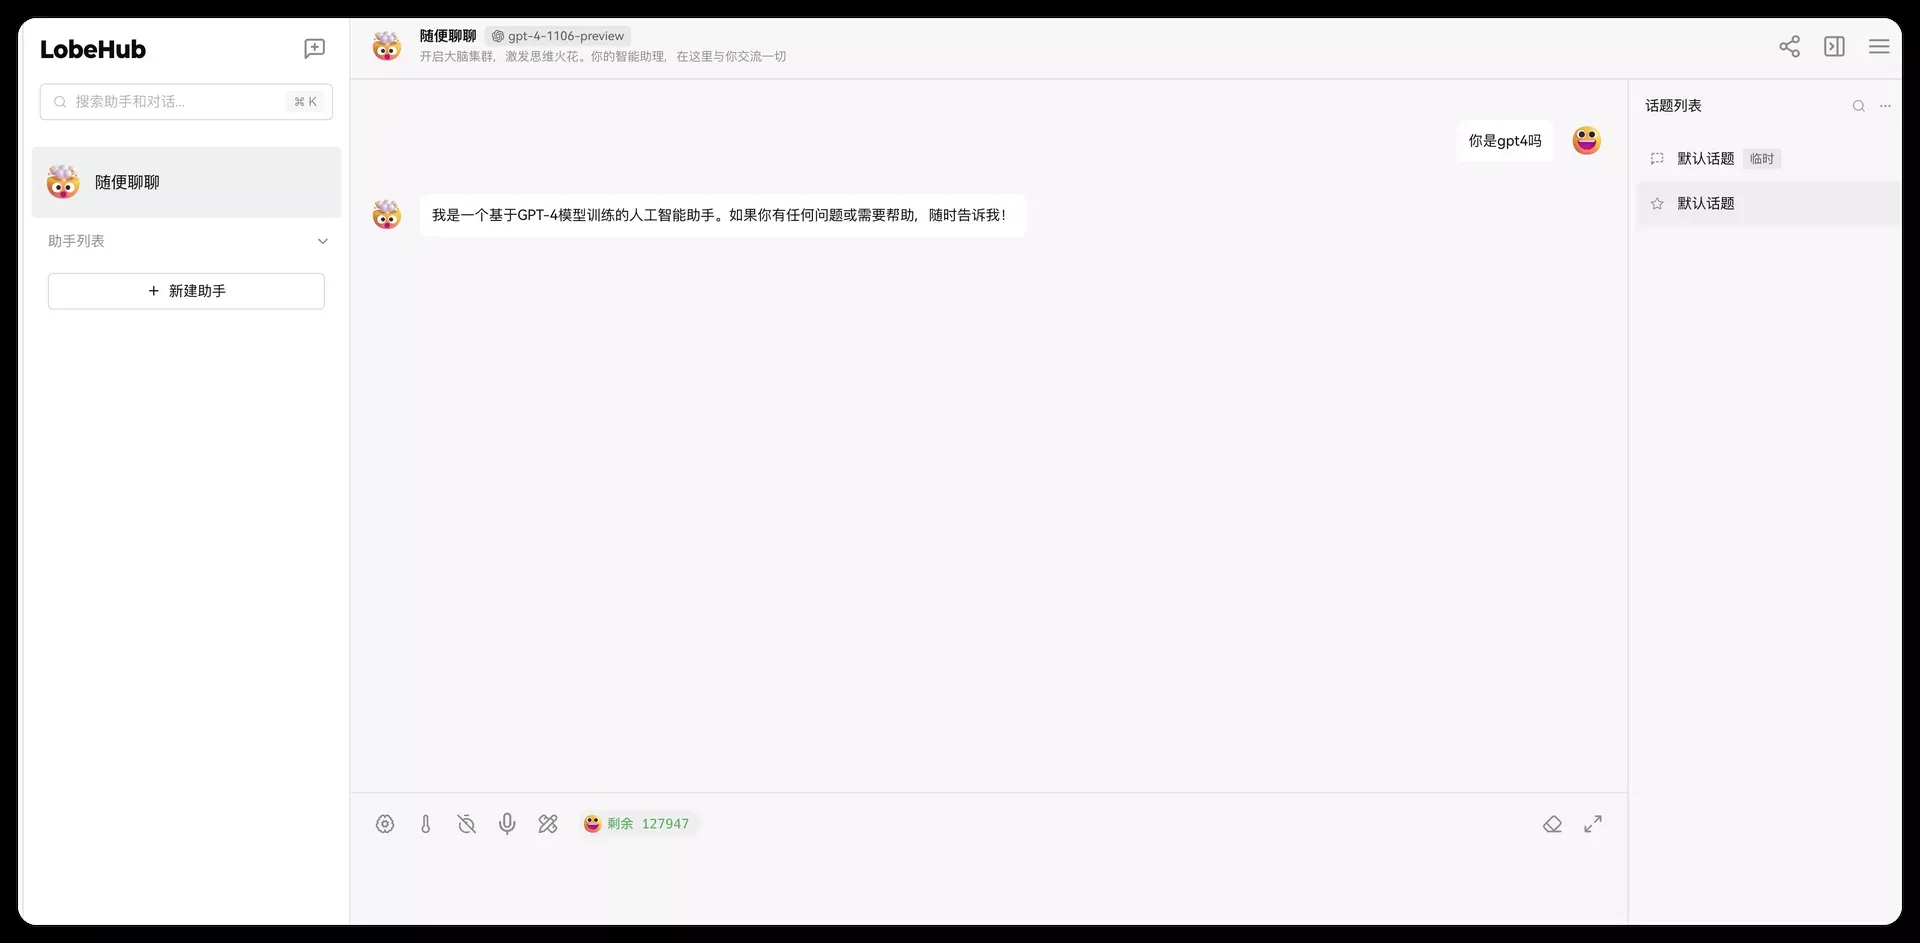 LobeHub
搜索助手和对话...
⌘ K
随便聊聊
助手列表
+ 新建助手
随便聊聊 gpt-4-1106-preview
开启大脑集群，激发思维火花。你的智能助理，在这里与你交流一切
你是gpt4吗
我是一个基于GPT-4模型训练的人工智能助手。如果你有任何问题或需要帮助，随时告诉我！
剩余 127947
话题列表
默认话题 临时
默认话题